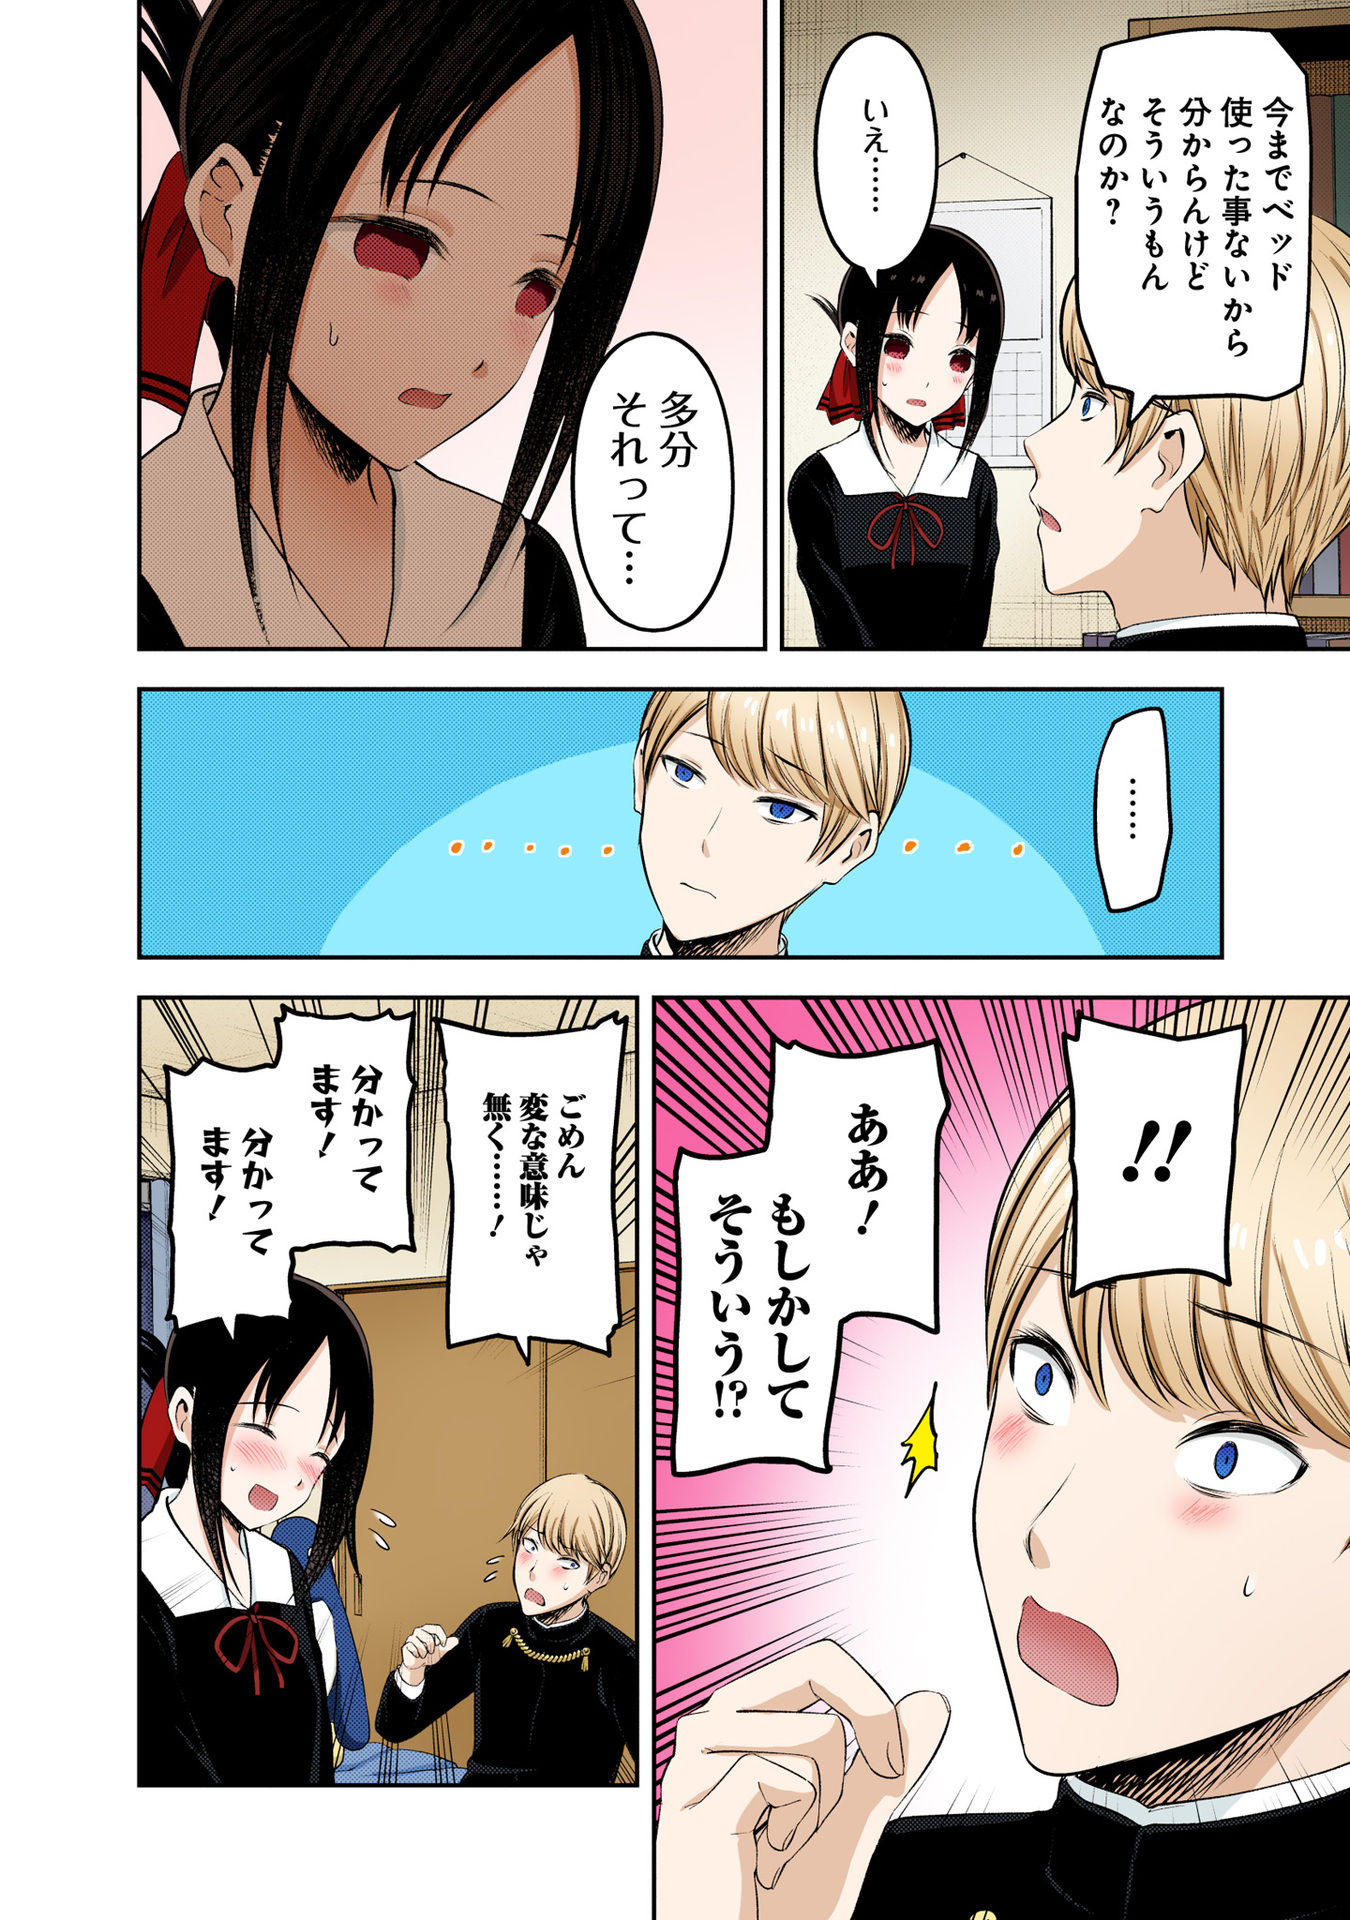 今までベッド
使った事ないから
分からんけど
そういうもん
なのか?
いえ……
多分
それって…
……
!!
ああ!
もしかして
そういう!?
ごめん
変な意味じゃ
無く……!
分かって
ます!
分かって
ます!